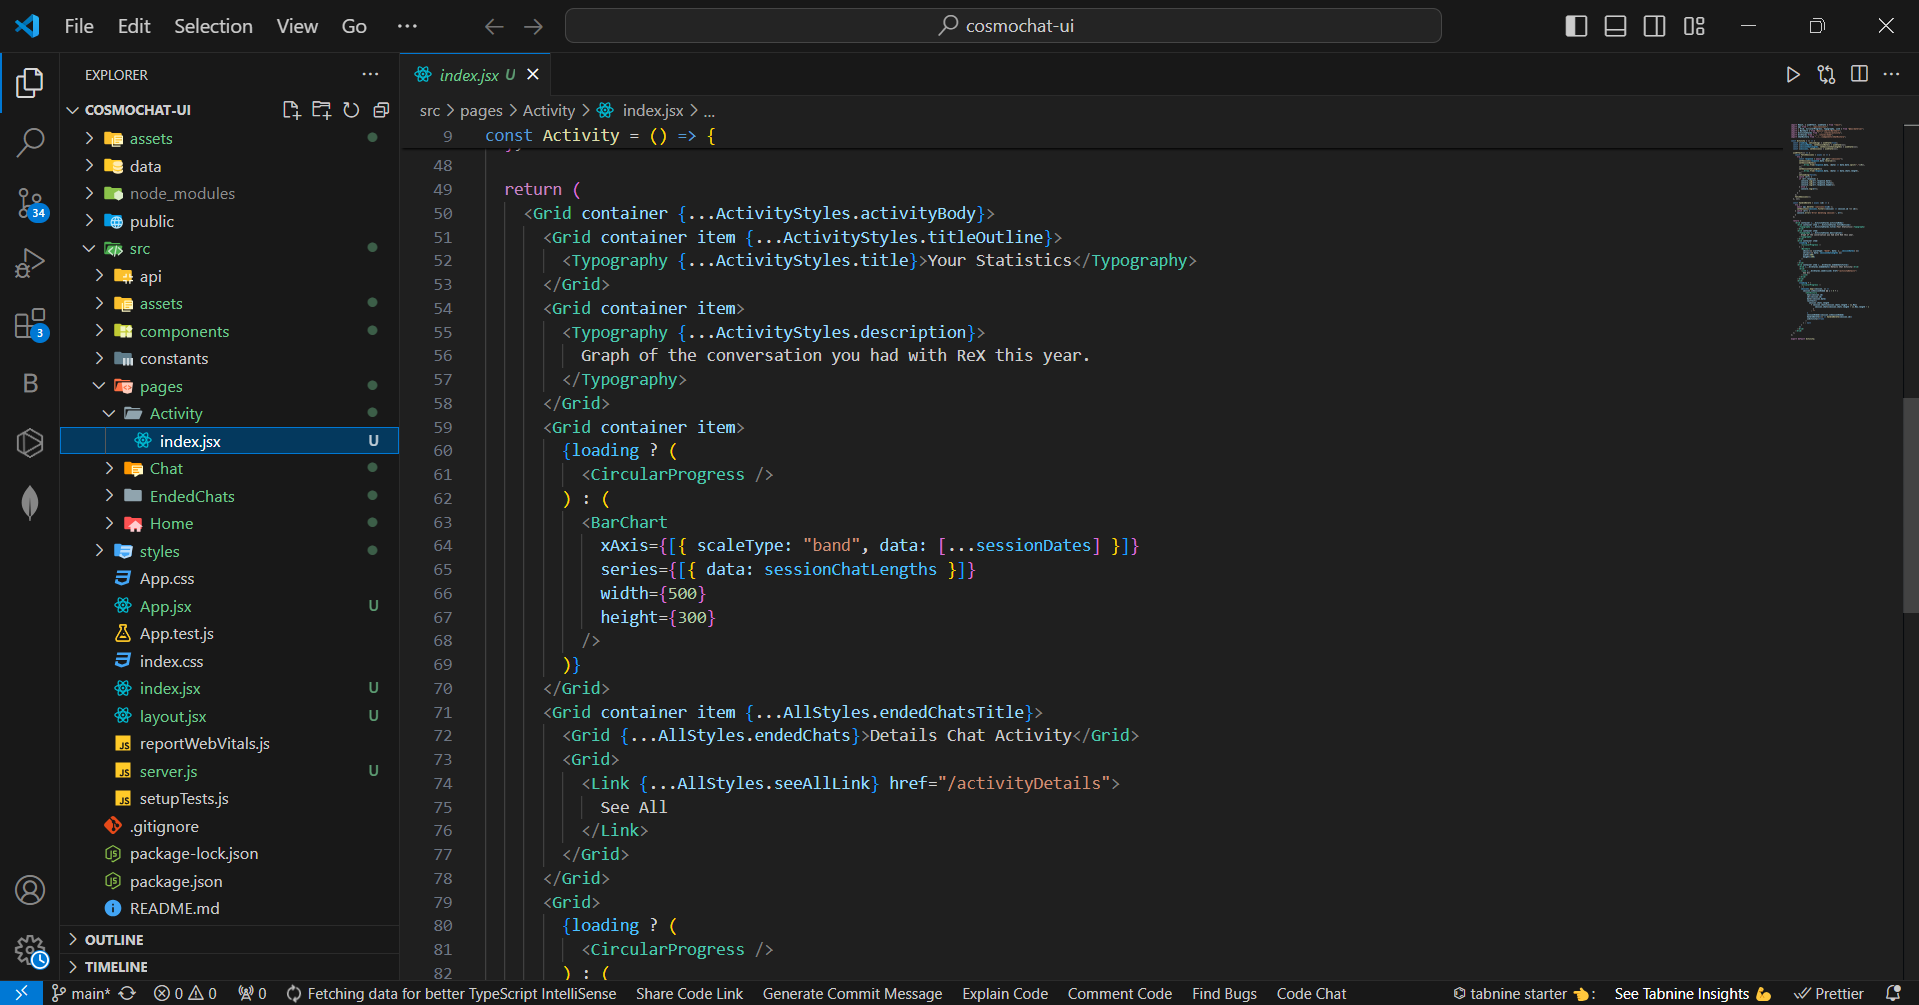 File Edit Selection View Go ··· cosmochat-ui
EXPLORER
COSMOCHAT-UI
assets
data
node_modules
public
src
api
assets
components
constants
pages
Activity
index.jsx U
Chat
EndedChats
Home
styles
App.css
App.jsx U
App.test.js
index.css
index.jsx U
layout.jsx U
reportWebVitals.js
server.js U
setupTests.js
.gitignore
package-lock.json
package.json
README.md
OUTLINE
TIMELINE
34
3
B
index.jsx U
src > pages > Activity > index.jsx > ...
9 const Activity = () => {
48
49 return (
50 <Grid container {...ActivityStyles.activityBody}>
51 <Grid container item {...ActivityStyles.titleOutline}>
52 <Typography {...ActivityStyles.title}>Your Statistics</Typography>
53 </Grid>
54 <Grid container item>
55 <Typography {...ActivityStyles.description}>
56 Graph of the conversation you had with ReX this year.
57 </Typography>
58 </Grid>
59 <Grid container item>
60 {loading ? (
61 <CircularProgress />
62 ) : (
63 <BarChart
64 xAxis={[{ scaleType: "band", data: [...sessionDates] }]}
65 series={[{ data: sessionChatLengths }]}
66 width={500}
67 height={300}
68 />
69 )}
70 </Grid>
71 <Grid container item {...AllStyles.endedChatsTitle}>
72 <Grid {...AllStyles.endedChats}>Details Chat Activity</Grid>
73 <Grid>
74 <Link {...AllStyles.seeAllLink} href="/activityDetails">
75 See All
76 </Link>
77 </Grid>
78 </Grid>
79 <Grid>
80 {loading ? (
81 <CircularProgress />
82 ) : (
main* 0 0 0 Fetching data for better TypeScript IntelliSense Share Code Link Generate Commit Message Explain Code Comment Code Find Bugs Code Chat tabnine starter 👈: See Tabnine Insights 💪 Prettier